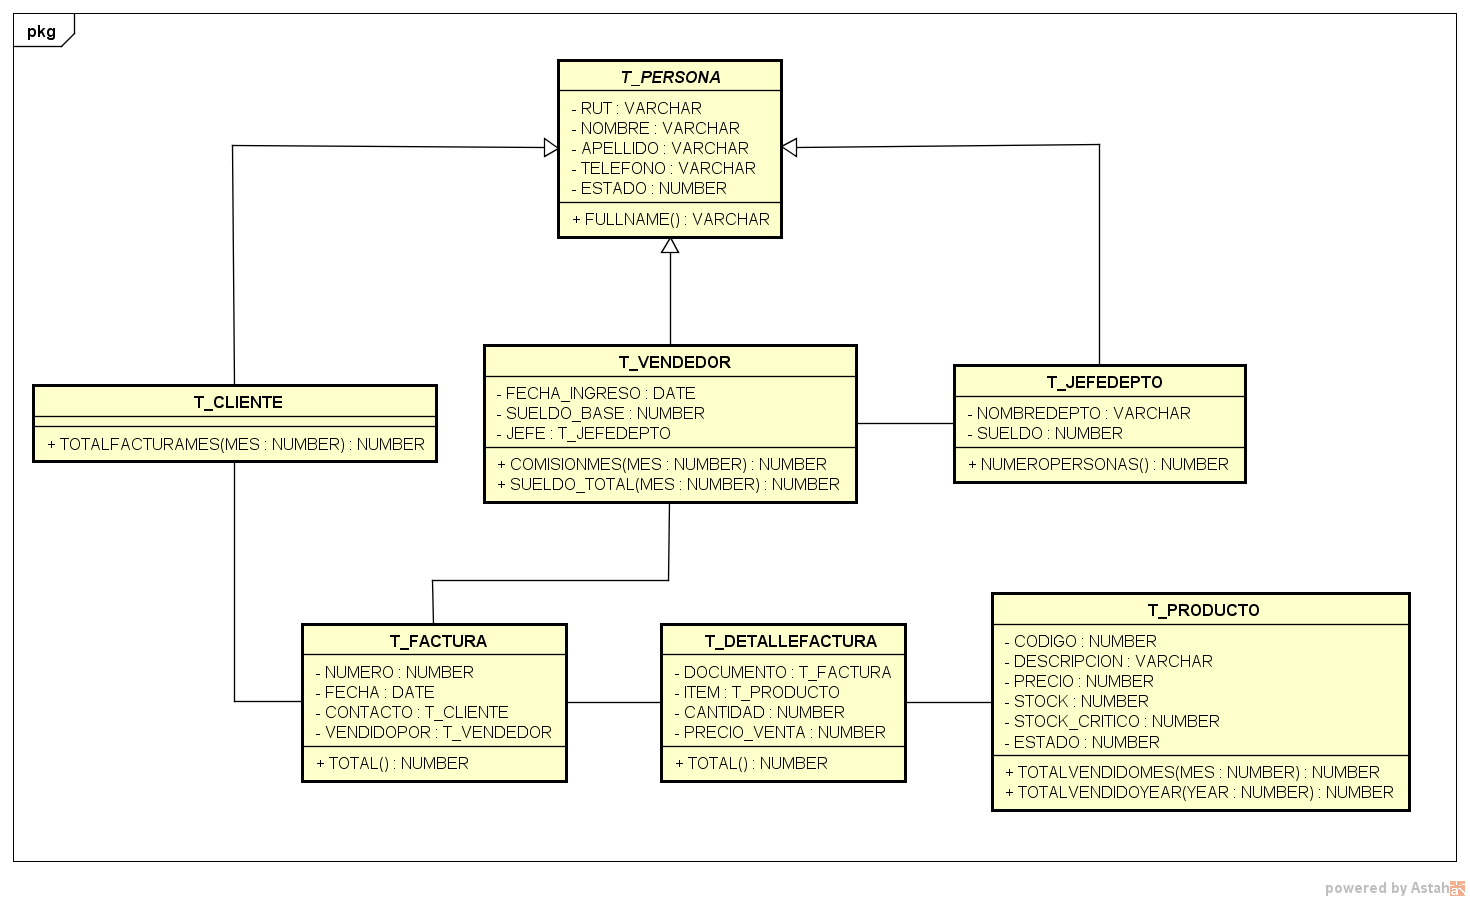 pkg
T_PERSONA
- RUT : VARCHAR
- NOMBRE : VARCHAR
- APELLIDO : VARCHAR
- TELEFONO : VARCHAR
- ESTADO : NUMBER
+ FULLNAME() : VARCHAR
T_CLIENTE
+ TOTALFACTURAMES(MES : NUMBER) : NUMBER
T_VENDEDOR
- FECHA_INGRESO : DATE
- SUELDO_BASE : NUMBER
- JEFE : T_JEFEDEPTO
+ COMISIONMES(MES : NUMBER) : NUMBER
+ SUELDO_TOTAL(MES : NUMBER) : NUMBER
T_JEFEDEPTO
- NOMBREDEPTO : VARCHAR
- SUELDO : NUMBER
+ NUMEROPERSONAS() : NUMBER
T_FACTURA
- NUMERO : NUMBER
- FECHA : DATE
- CONTACTO : T_CLIENTE
- VENDIDOPOR : T_VENDEDOR
+ TOTAL() : NUMBER
T_DETALLEFACTURA
- DOCUMENTO : T_FACTURA
- ITEM : T_PRODUCTO
- CANTIDAD : NUMBER
- PRECIO_VENTA : NUMBER
+ TOTAL() : NUMBER
T_PRODUCTO
- CODIGO : NUMBER
- DESCRIPCION : VARCHAR
- PRECIO : NUMBER
- STOCK : NUMBER
- STOCK_CRITICO : NUMBER
- ESTADO : NUMBER
+ TOTALVENDIDOMES(MES : NUMBER) : NUMBER
+ TOTALVENDIDOYEAR(YEAR : NUMBER) : NUMBER
powered by Astah